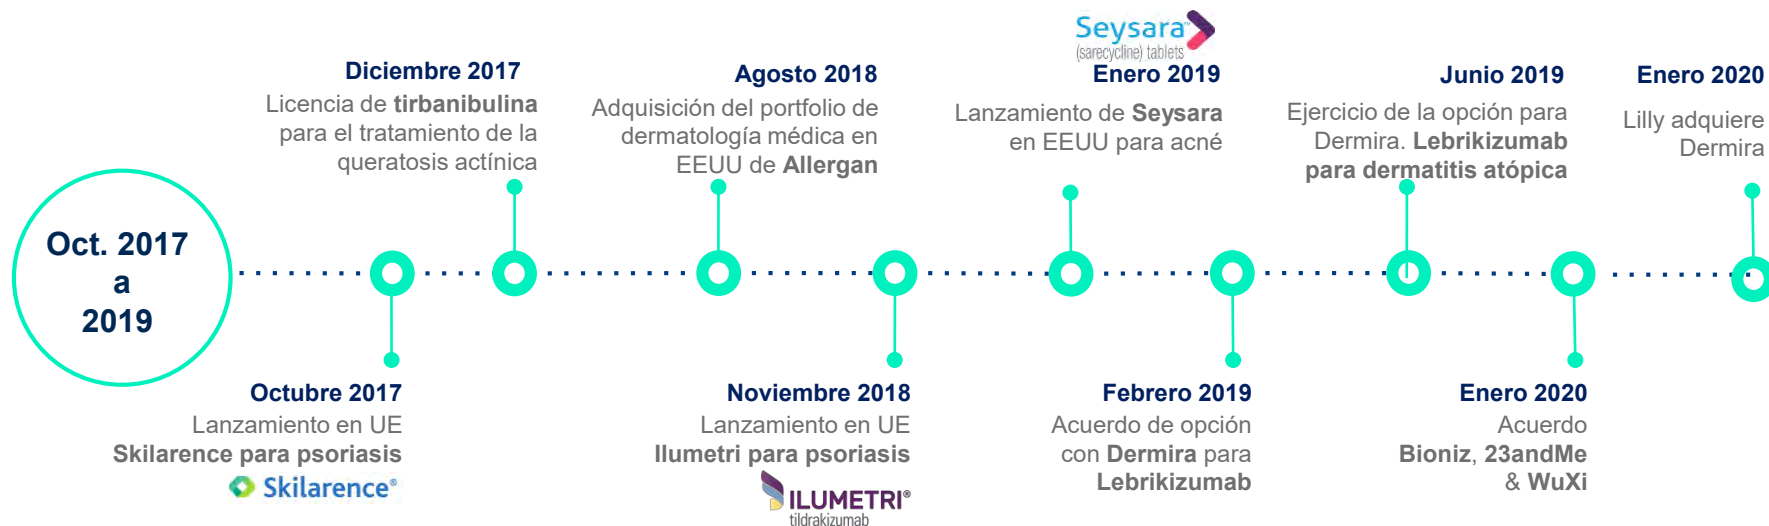 Oct. 2017
a
2019
Octubre 2017
Lanzamiento en UE
Skilarence para psoriasis
Skilarence®
Diciembre 2017
Licencia de tirbanibulina
para el tratamiento de la
queratosis actínica
Agosto 2018
Adquisición del portfolio de
dermatología médica en
EEUU de Allergan
Noviembre 2018
Lanzamiento en UE
Ilumetri para psoriasis
ILUMETRI®
tildrakizumab
Seysara™
(sarecycline) tablets
Enero 2019
Lanzamiento de Seysara
en EEUU para acné
Febrero 2019
Acuerdo de opción
con Dermira para
Lebrikizumab
Junio 2019
Ejercicio de la opción para
Dermira. Lebrikizumab
para dermatitis atópica
Enero 2020
Acuerdo
Bioniz, 23andMe
& WuXi
Enero 2020
Lilly adquiere
Dermira